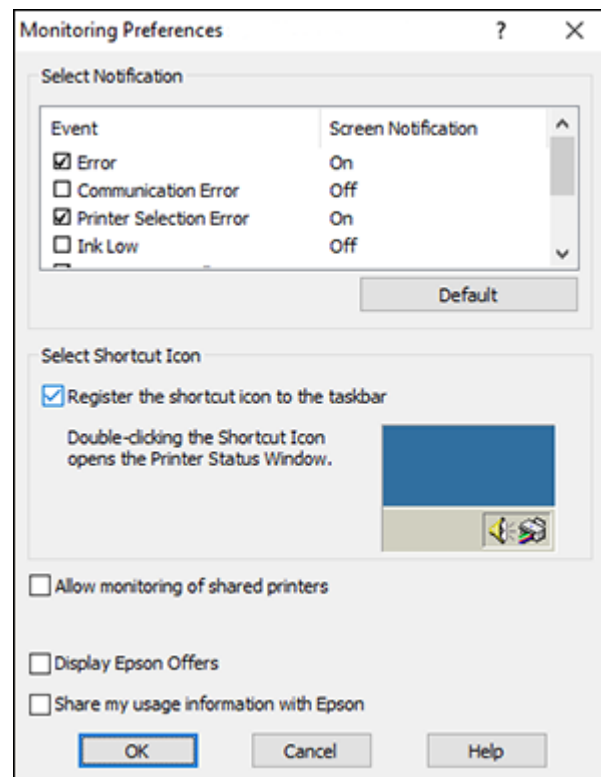 Monitoring Preferences
Select Notification
Event Screen Notification
Error On
Communication Error Off
Printer Selection Error On
Ink Low Off
Default
Select Shortcut Icon
Register the shortcut icon to the taskbar
Double-clicking the Shortcut Icon
opens the Printer Status Window.
Allow monitoring of shared printers
Display Epson Offers
Share my usage information with Epson
OK Cancel Help